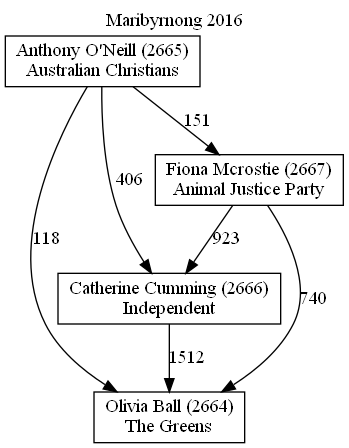 Maribyrnong 2016
Anthony O'Neill (2665)
Australian Christians
151
Fiona Mcrostie (2667)
Animal Justice Party
406
118
923
Catherine Cumming (2666)
Independent
740
1512
Olivia Ball (2664)
The Greens